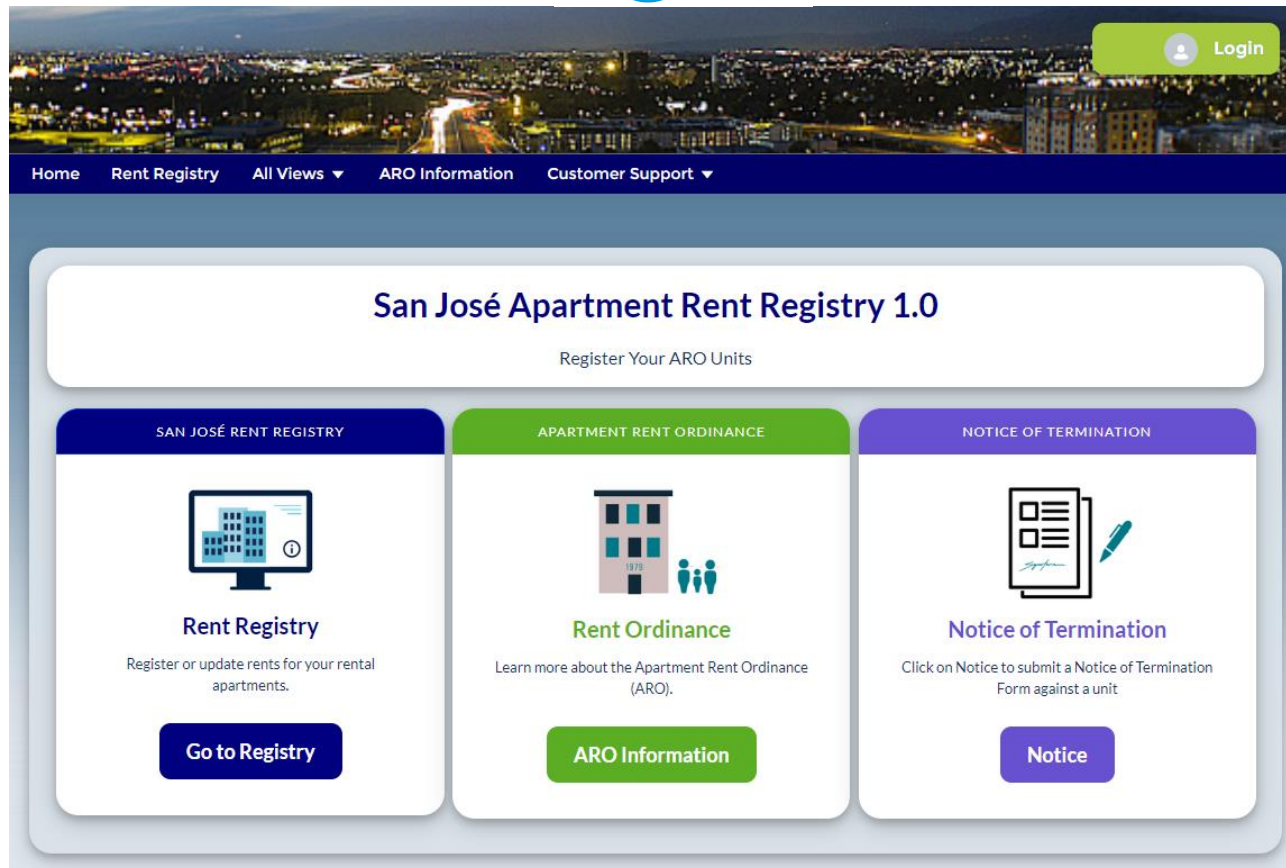 Login
Home Rent Registry All Views ARO Information Customer Support
San José Apartment Rent Registry 1.0
Register Your ARO Units
SAN JOSÉ RENT REGISTRY
Rent Registry
Register or update rents for your rental
apartments.
Go to Registry
APARTMENT RENT ORDINANCE
1979
Rent Ordinance
Learn more about the Apartment Rent Ordinance
(ARO).
ARO Information
NOTICE OF TERMINATION
Signature
Notice of Termination
Click on Notice to submit a Notice of Termination
Form against a unit
Notice